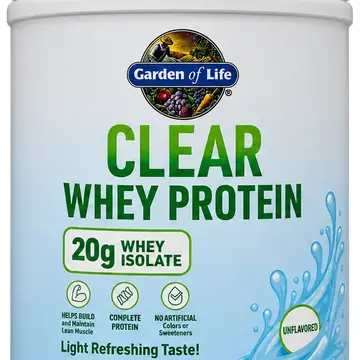 Garden of Life®
CLEAR
WHEY PROTEIN
20g WHEY
ISOLATE
UNFLAVORED
HELPS BUILD
and Maintain
Lean Muscle
COMPLETE
PROTEIN
NO ARTIFICIAL
Colors or
Sweeteners
Light Refreshing Taste!